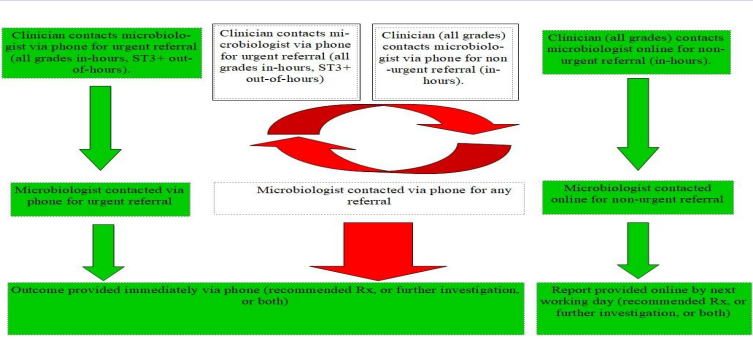 Clinician contacts microbiolo-
gist via phone for urgent referral
(all grades in-hours, ST3+ out-
of-hours).
Clinician contacts mi-
crobiologist via phone
for urgent referral (all
grades in-hours, ST3+
out-of-hours)
Clinician (all grades)
contacts microbiolo-
gist via phone for non
-urgent referral (in-
hours).
Clinician (all grades) contacts
microbiologist online for non-
urgent referral (in-hours).
Microbiologist contacted via
phone for urgent referral
Microbiologist contacted via phone for any
referral
Microbiologist contacted
online for non-urgent referral
Outcome provided immediately via phone (recommended Rx, or further investigation,
or both)
Report provided online by next
working day (recommended Rx, or
further investigation, or both)